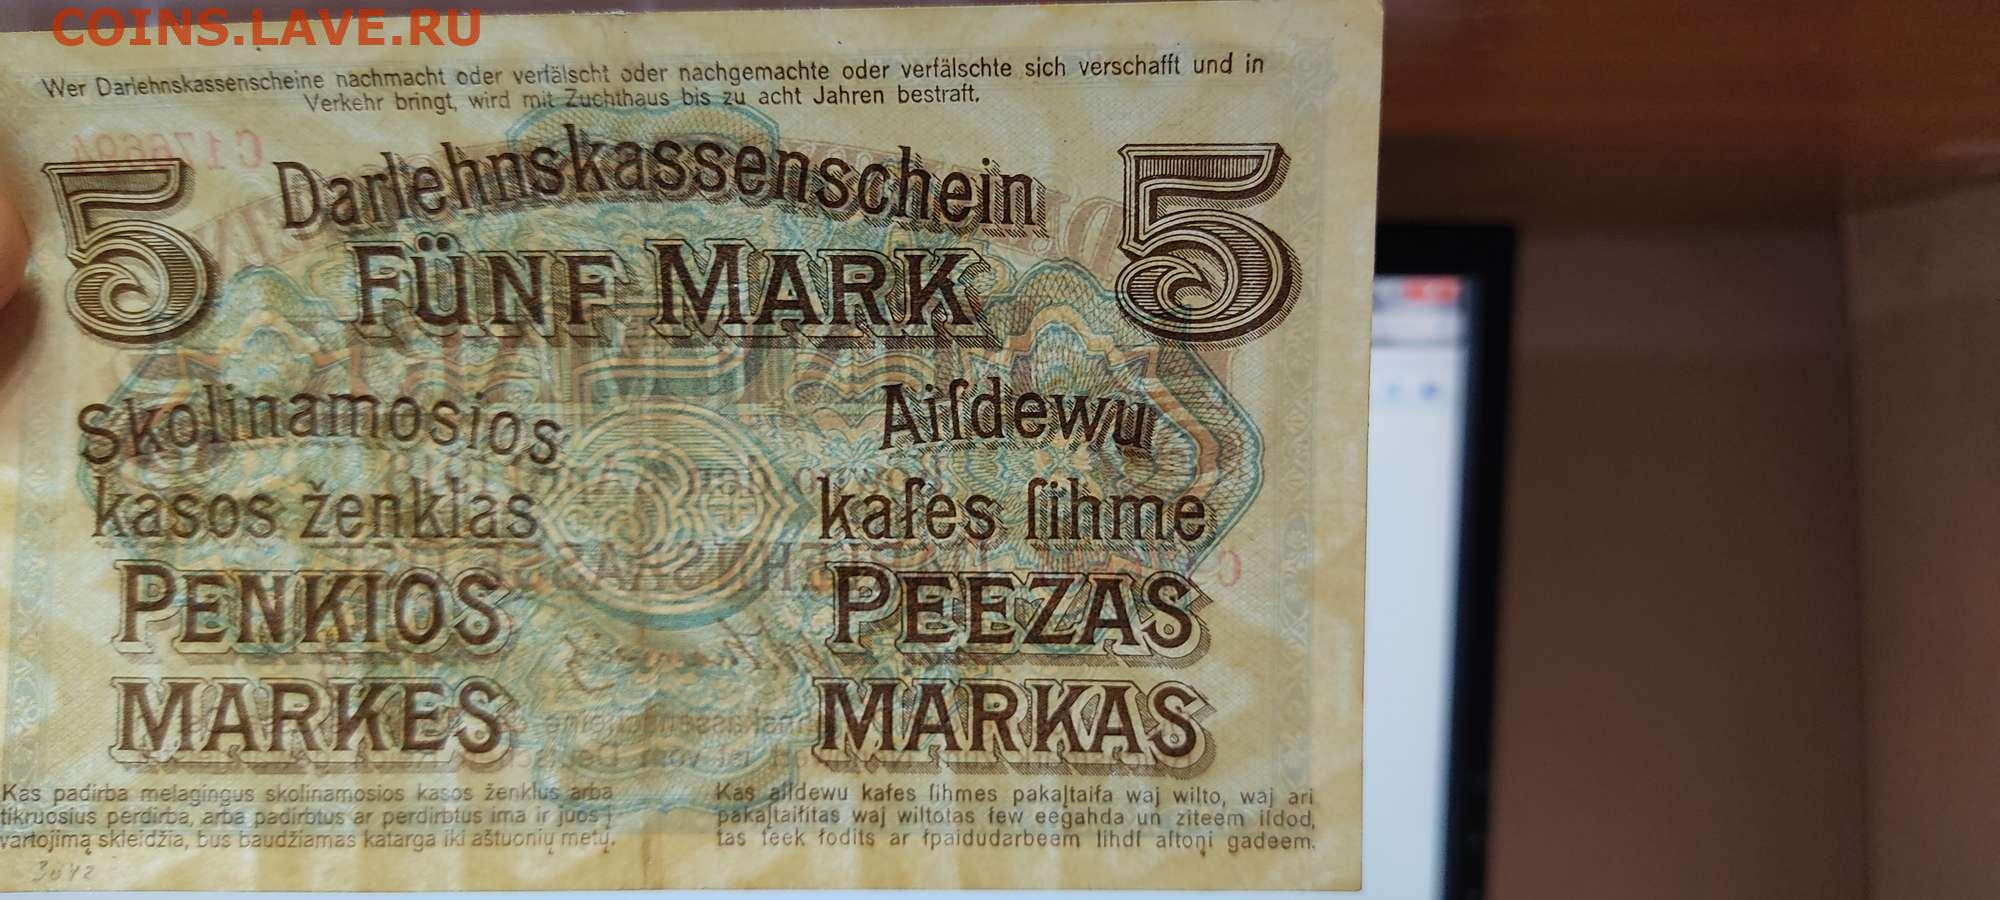 COINS.LAVE.RU
Wer Darlehnskassenscheine nachmacht oder verfälscht oder nachgemachte oder verfälschte sich verschafft und in
Verkehr bringt, wird mit Zuchthaus bis zu acht Jahren bestraft.
C176694
5 Darlehnskassenschein 5
FÜNF MARK
Skolinamosios
kasos ženklas
PENKIOS
MARKES
Aiſdewu
kaſes ſihme
PEEZAS
MARKAS
Kas padirba melagingus skolinamosios kasos ženklus arba
tikruosius perdirba, arba padirbtus ar perdirbtus ima ir juos į
vartojimą skleidžia, bus baudžiamas katarga iki aštuonių metų.
Kas aiſdewu kaſes ſihmes pakaļtaiſa waj wilto, waj ari
pakaļtaiſitas waj wiltotas ſew eegahda un ziteem iſdod,
tas teek ſodits ar ſpaidudarbeem lihdſ aſtoņi gadeem.